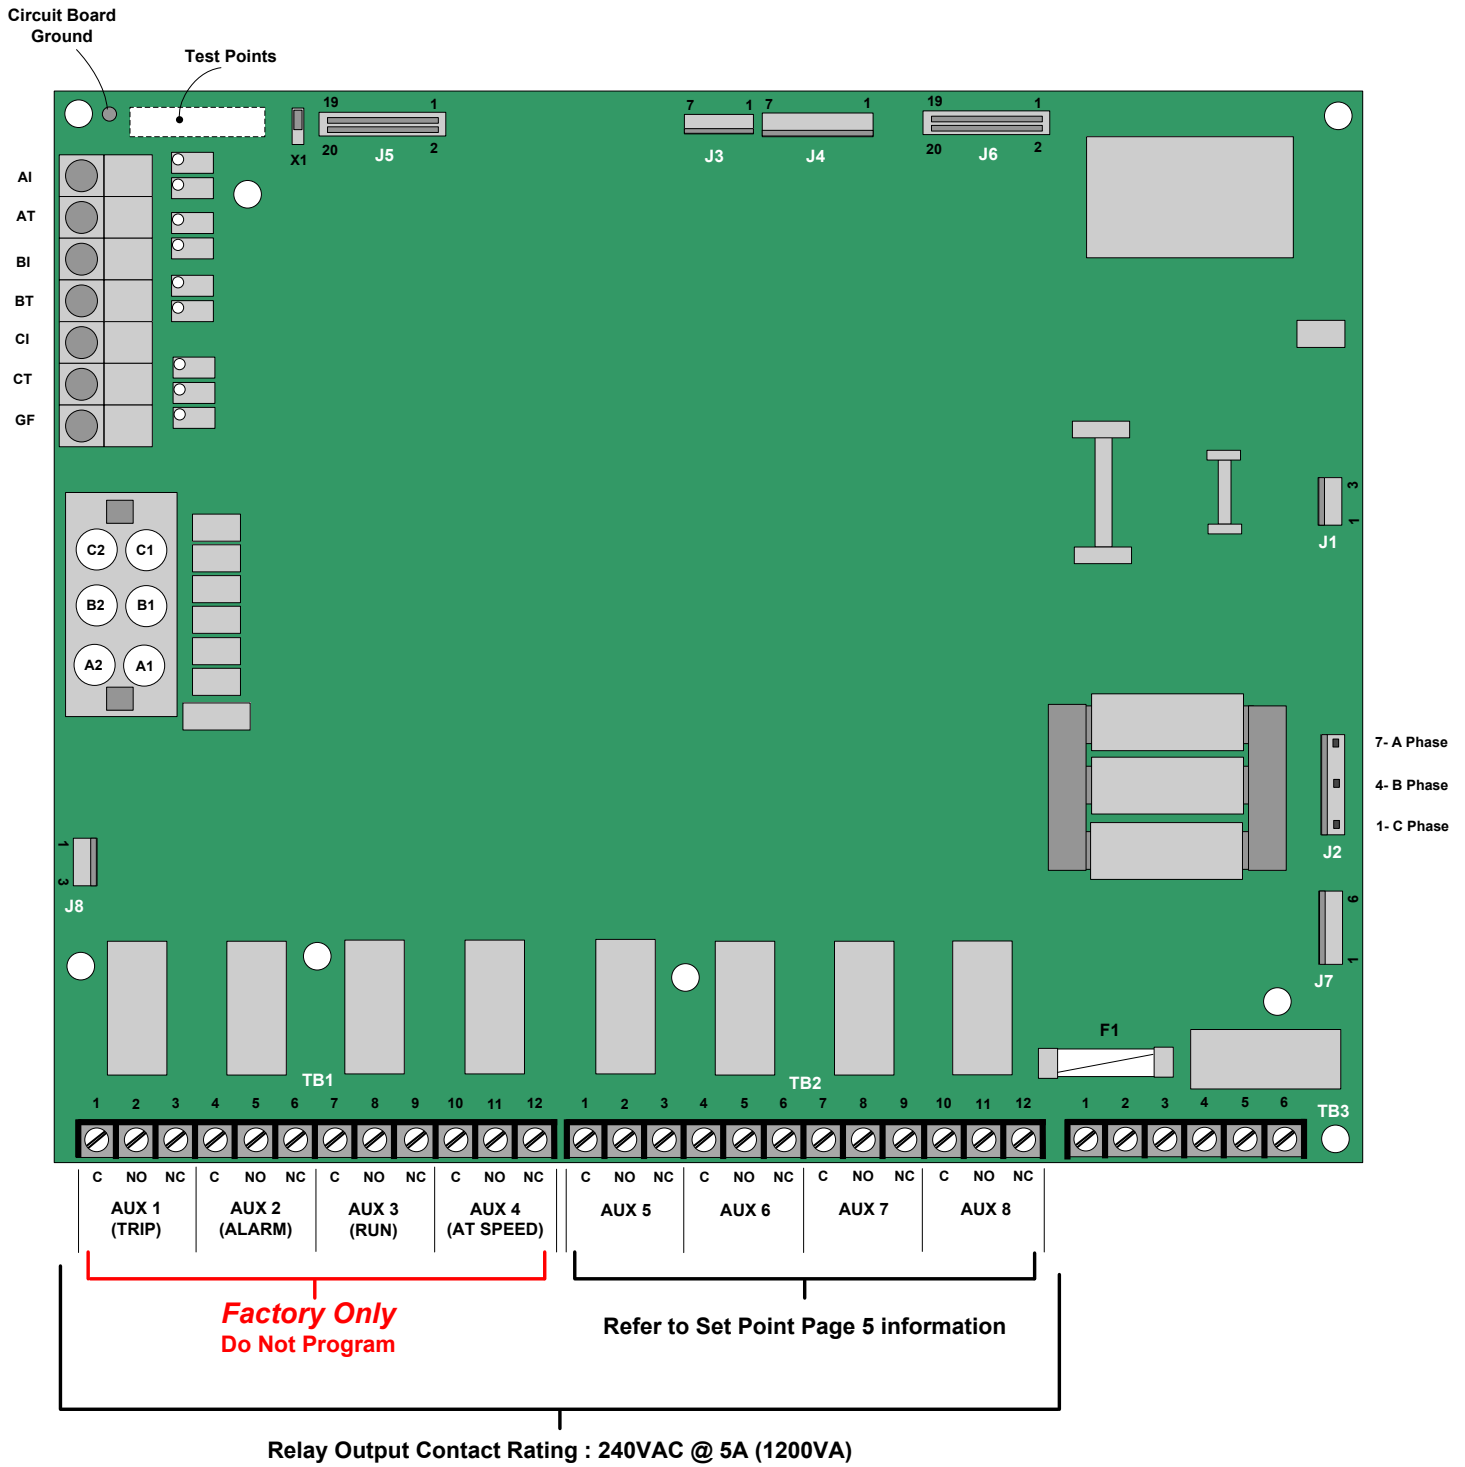 Circuit Board
Ground
Test Points
19 1
20 2
J5
X1
7 1
J3
7 1
J4
19 1
20 2
J6
AI
AT
BI
BT
CI
CT
GF
C2 C1
B2 B1
A2 A1
3
1
J1
7- A Phase
4- B Phase
1- C Phase
J2
1
3
J8
6
1
J7
F1
TB1
TB2
TB3
1 2 3 4 5 6 7 8 9 10 11 12
1 2 3 4 5 6 7 8 9 10 11 12
1 2 3 4 5 6
C NO NC C NO NC C NO NC C NO NC
C NO NC C NO NC C NO NC C NO NC
AUX 1
(TRIP)
AUX 2
(ALARM)
AUX 3
(RUN)
AUX 4
(AT SPEED)
AUX 5
AUX 6
AUX 7
AUX 8
Factory Only
Do Not Program
Refer to Set Point Page 5 information
Relay Output Contact Rating : 240VAC @ 5A (1200VA)